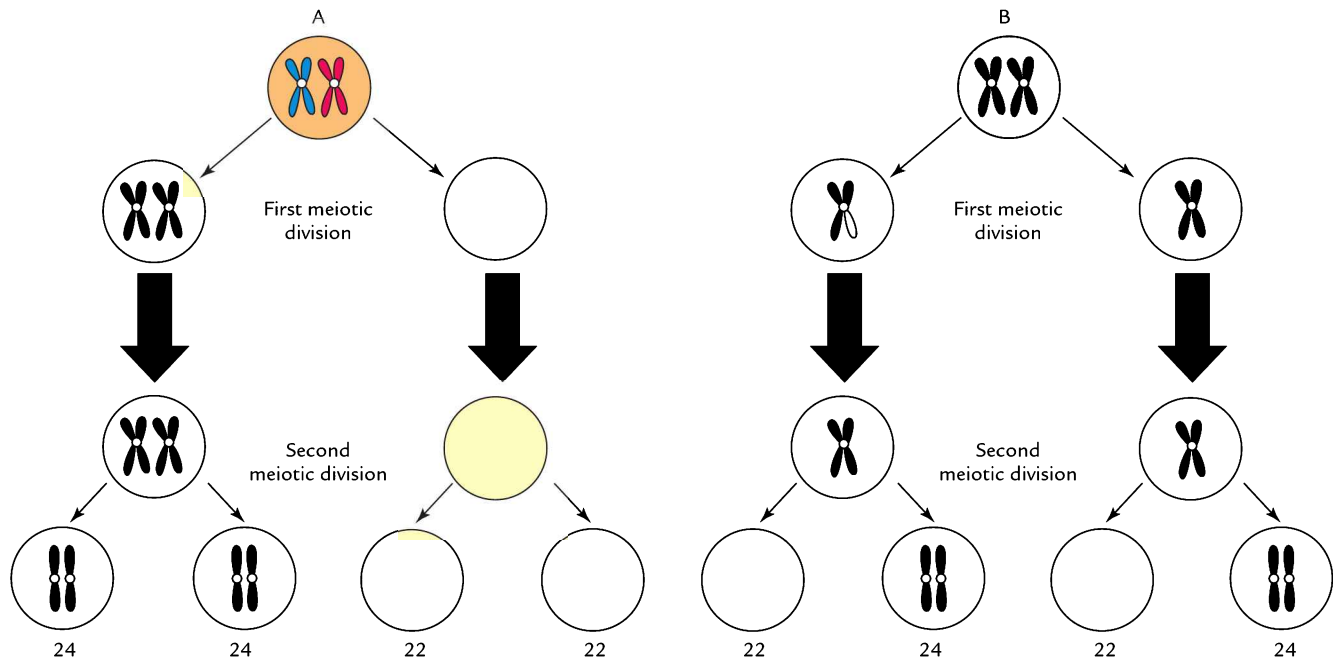 A
B
First meiotic
division
First meiotic
division
Second
meiotic division
Second
meiotic division
24
24
22
22
22
24
22
24